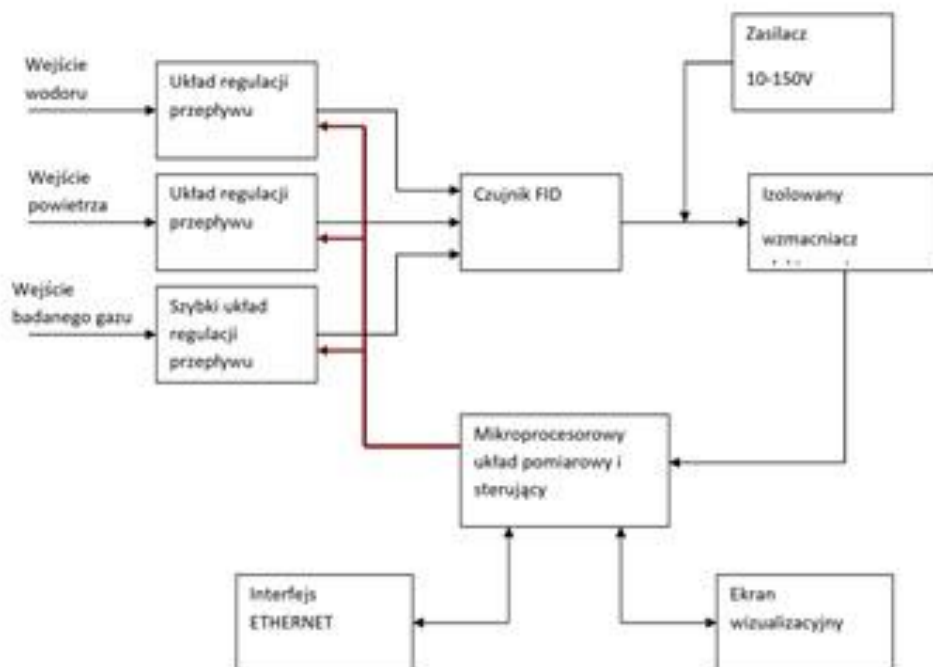 Wejście
wodoru
Układ regulacji
przepływu
Zasilacz
10-150V
Wejście
powietrza
Układ regulacji
przepływu
Czujnik FID
Izolowany
wzmacniacz
Wejście
badanego gazu
Szybki układ
regulacji
przepływu
Mikroprocesorowy
układ pomiarowy i
sterujący
Interfejs
ETHERNET
Ekran
wizualizacyjny